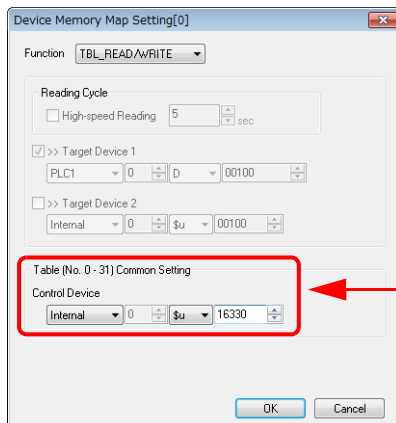 Device Memory Map Setting[0]
Function TBL_READ/WRITE
Reading Cycle
High-speed Reading 5 sec
>> Target Device 1
PLC1 0 D 00100
>> Target Device 2
Internal 0 $u 00100
Table (No. 0 - 31) Common Setting
Control Device
Internal 0 $u 16330
OK Cancel